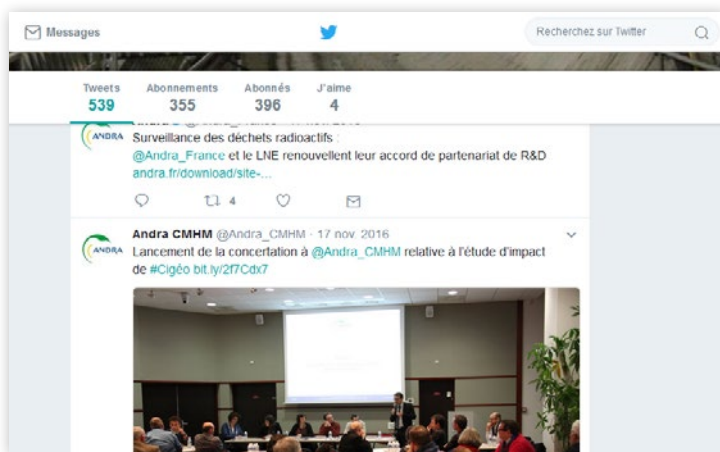 Messages
Recherchez sur Twitter
Tweets Abonnements Abonnés J'aime
539 355 396 4
ANDRA
Surveillance des déchets radioactifs :
@Andra_France et le LNE renouvellent leur accord de partenariat de R&D
andra.fr/download/site-...
4
Andra CMHM @Andra_CMHM · 17 nov. 2016
ANDRA
Lancement de la concertation à @Andra_CMHM relative à l'étude d'impact
de #Cigéo bit.ly/2f7Cdx7